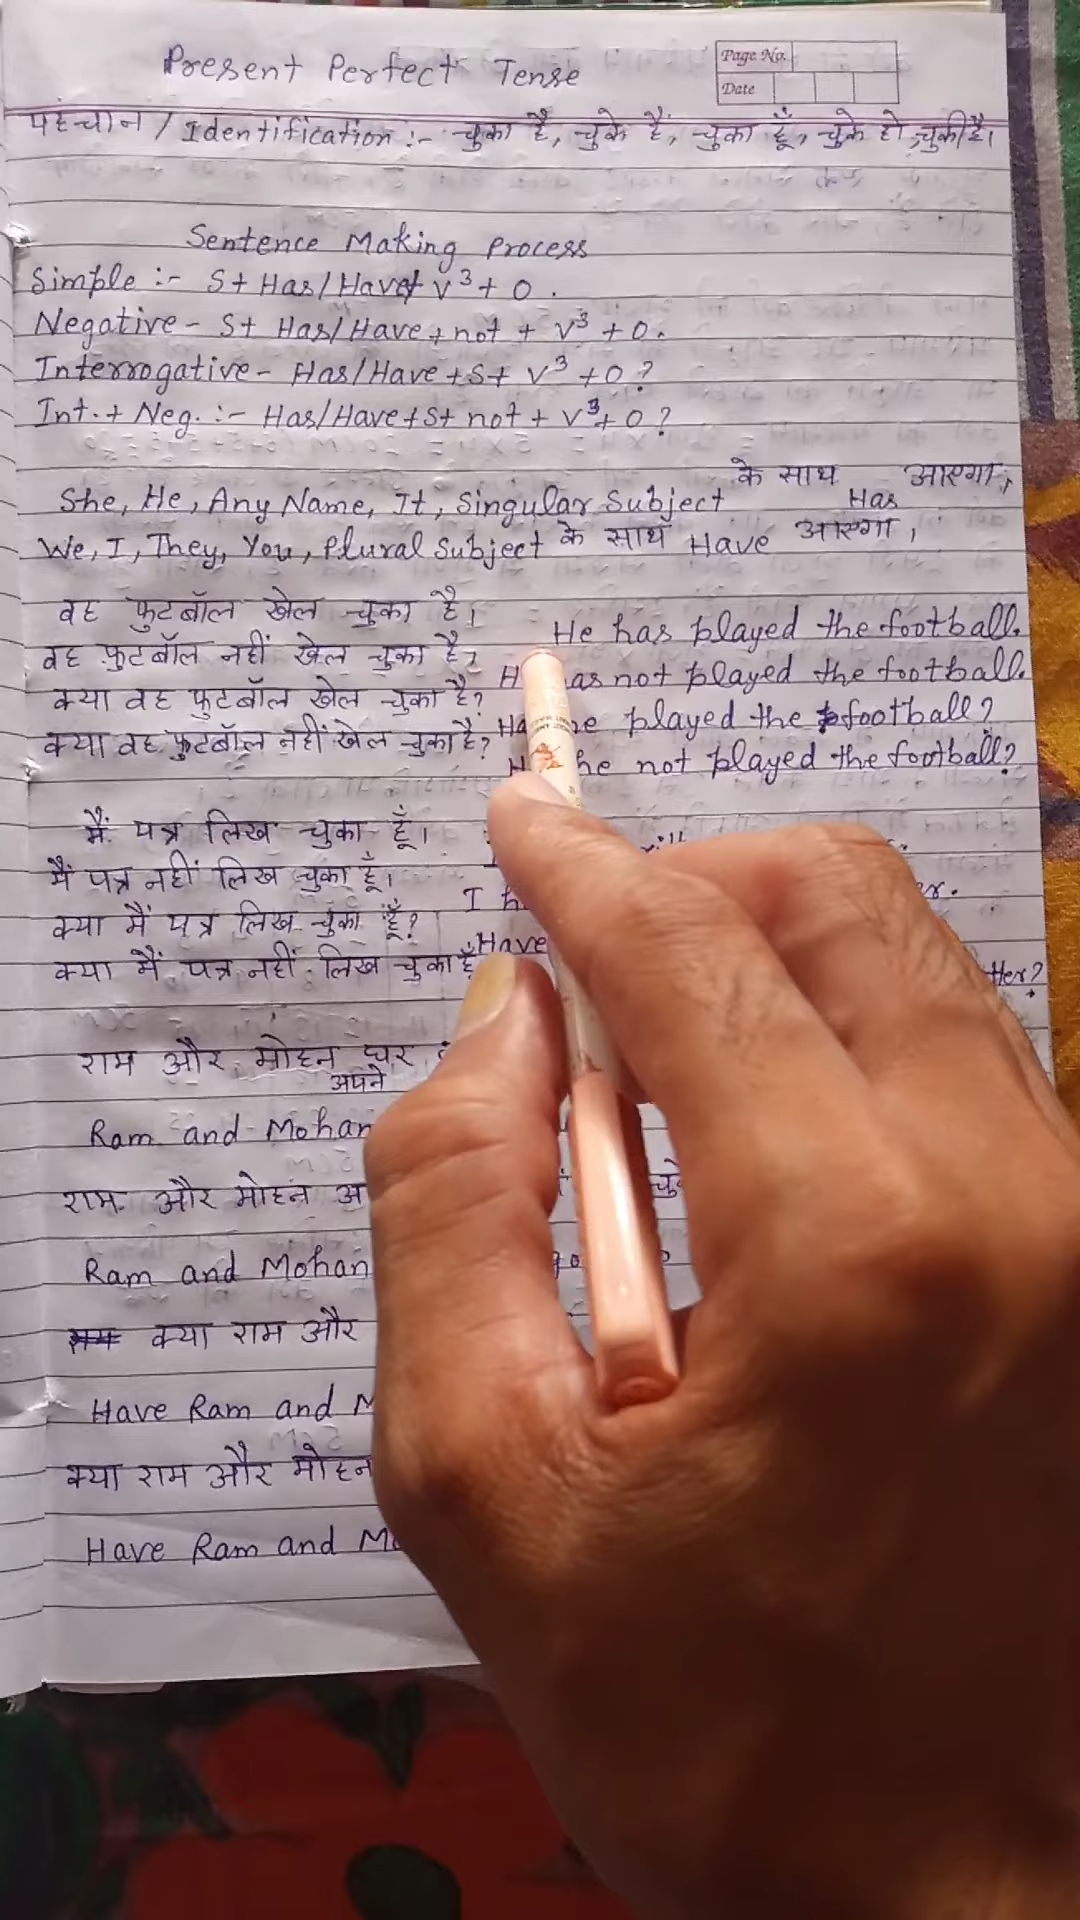 Present Perfect Tense
Page No.
Date
पहचान / Identification :- चुका है, चुके हैं, चुका हूँ, चुके हो, चुकी है।
Sentence Making Process
Simple :- S + Has/Have + V³ + O.
Negative - S + Has/Have + not + V³ + O.
Interrogative - Has/Have + S + V³ + O?
Int. + Neg. :- Has/Have + S + not + V³ + O?
She, He, Any Name, It, Singular Subject के साथ Has आएगा,
We, I, They, You, Plural Subject के साथ Have आएगा,
वह फुटबॉल खेल चुका है। He has played the football.
वह फुटबॉल नहीं खेल चुका है, not played the football.
क्या वह फुटबॉल खेल चुका है? played the football?
क्या वह फुटबॉल नहीं खेल चुका है? he not played the football?
मैं पत्र लिख चुका हूँ।
मैं पत्र नहीं लिख चुका हूँ। I
क्या मैं पत्र लिख चुका हूँ? Have
क्या मैं पत्र नहीं लिख चुका
राम और मोहन घर
अपने
Ram and Mohan
राम और मोहन
Ram and Mohan
क्या राम और
Have Ram and
क्या राम और मोहन
Have Ram and